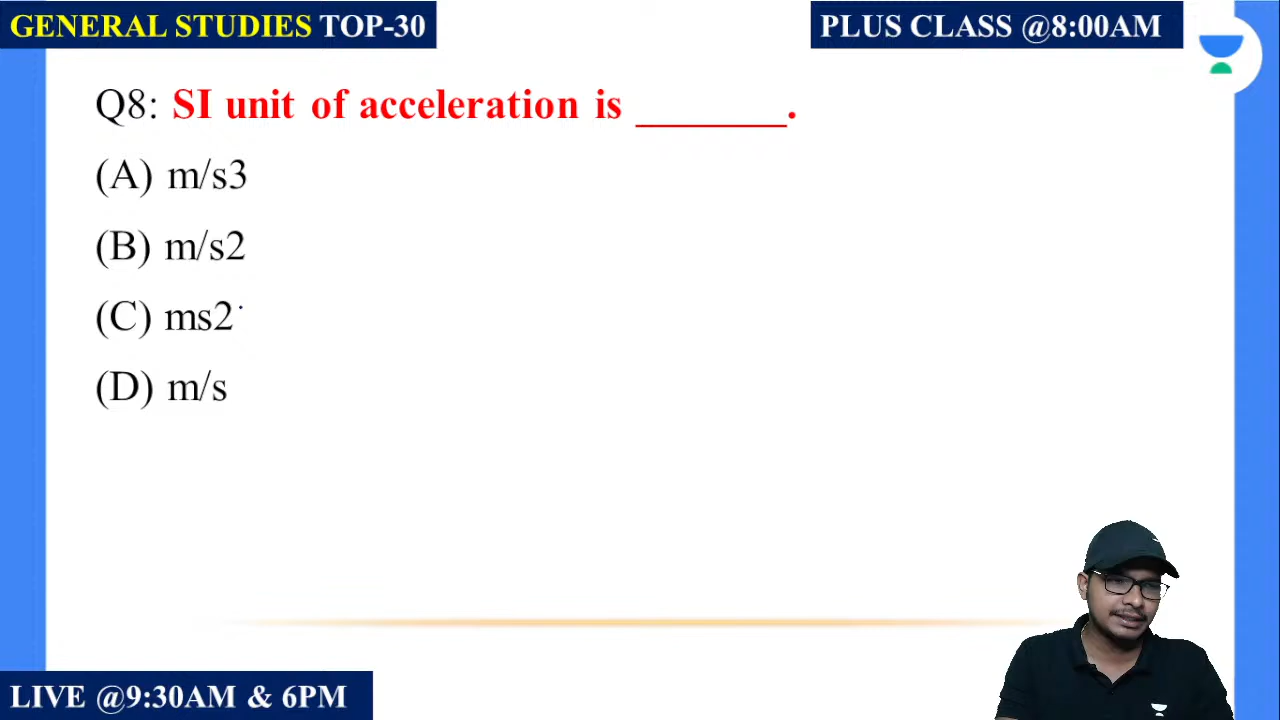 GENERAL STUDIES TOP-30
PLUS CLASS @8:00AM
Q8: SI unit of acceleration is _______.
(A) m/s3
(B) m/s2
(C) ms2
(D) m/s
LIVE @9:30AM & 6PM